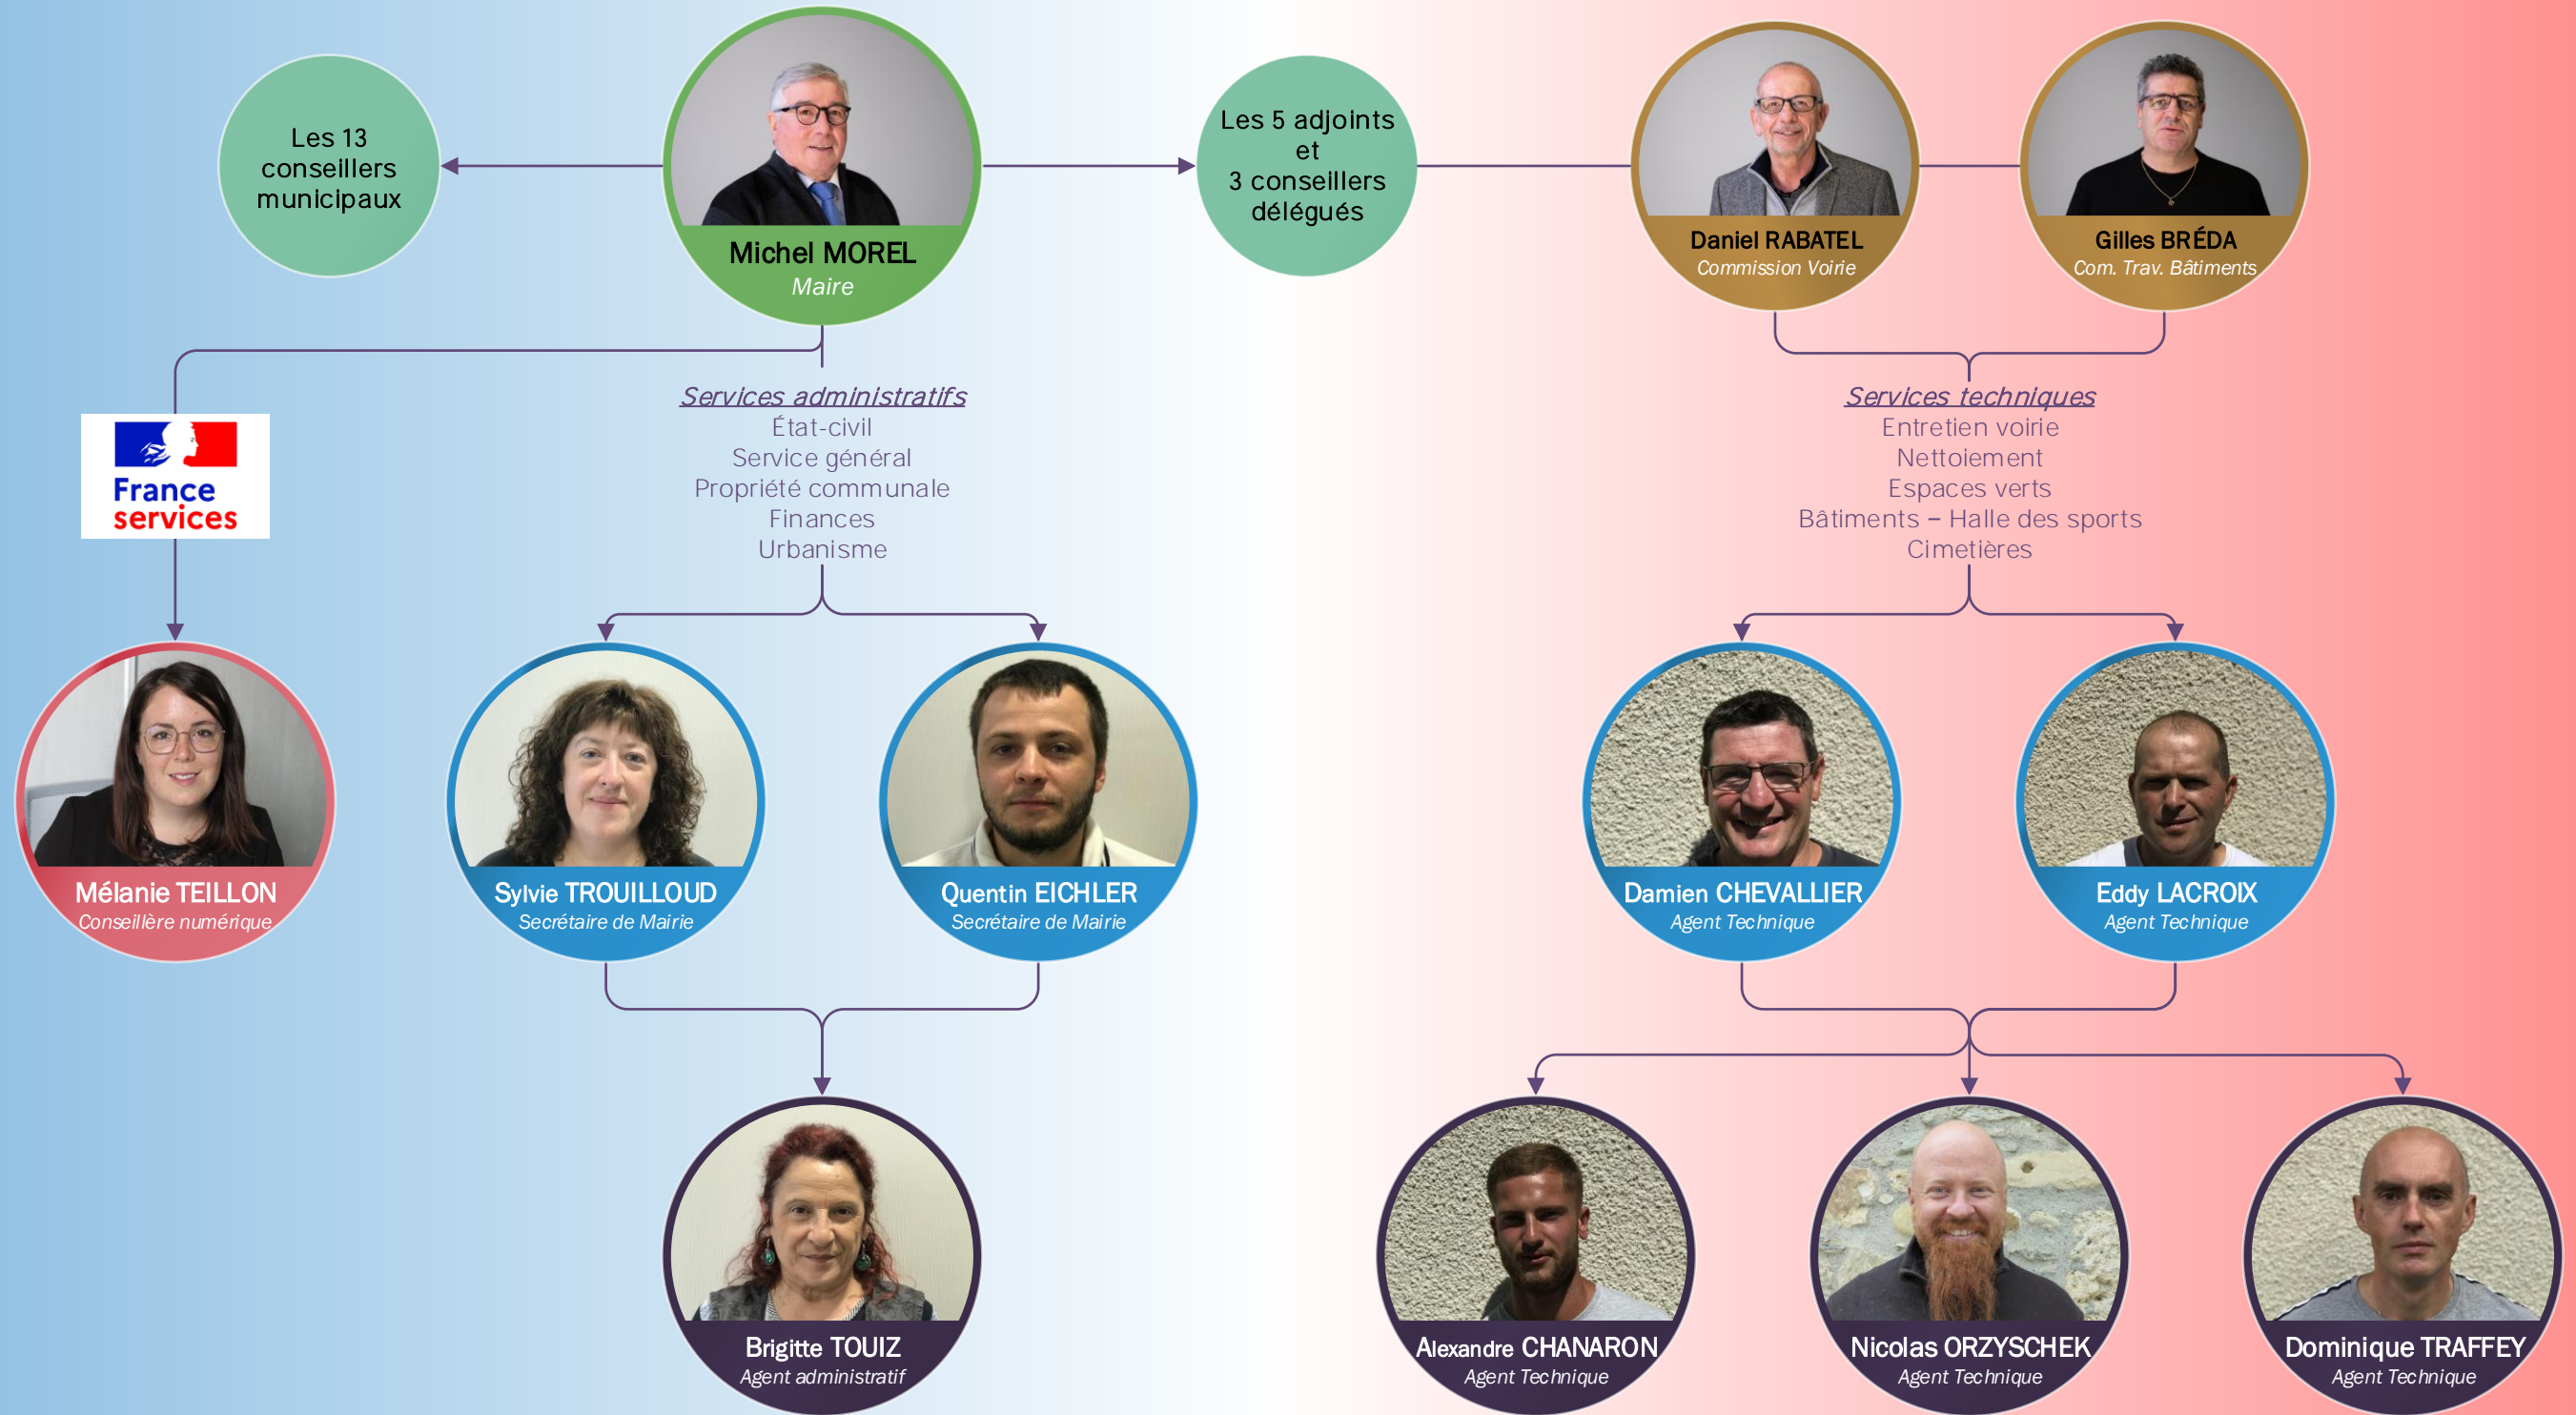 Les 13
conseillers
municipaux
Michel MOREL
Maire
Les 5 adjoints
et
3 conseillers
délégués
Daniel RABATEL
Commission Voirie
Gilles BRÉDA
Com. Trav. Bâtiments
France
services
Services administratifs
État-civil
Service général
Propriété communale
Finances
Urbanisme
Services techniques
Entretien voirie
Nettoiement
Espaces verts
Bâtiments – Halle des sports
Cimetières
Mélanie TEILLON
Conseillère numérique
Sylvie TROUILLOUD
Secrétaire de Mairie
Quentin EICHLER
Secrétaire de Mairie
Damien CHEVALLIER
Agent Technique
Eddy LACROIX
Agent Technique
Brigitte TOUIZ
Agent administratif
Alexandre CHANARON
Agent Technique
Nicolas ORZYSCHEK
Agent Technique
Dominique TRAFFEY
Agent Technique